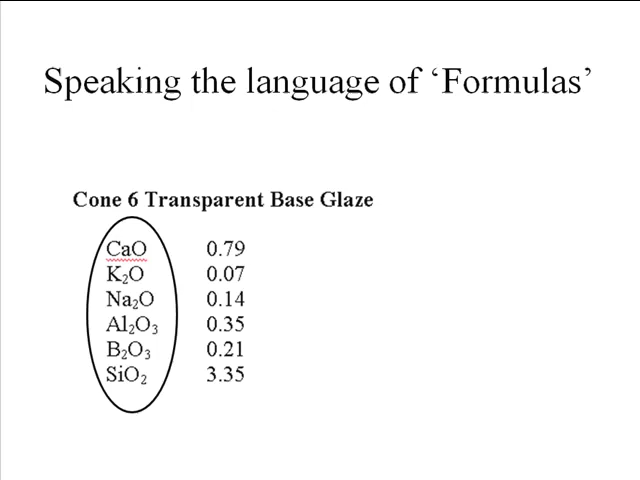 Speaking the language of ‘Formulas’
Cone 6 Transparent Base Glaze
CaO 0.79
K₂O 0.07
Na₂O 0.14
Al₂O₃ 0.35
B₂O₃ 0.21
SiO₂ 3.35